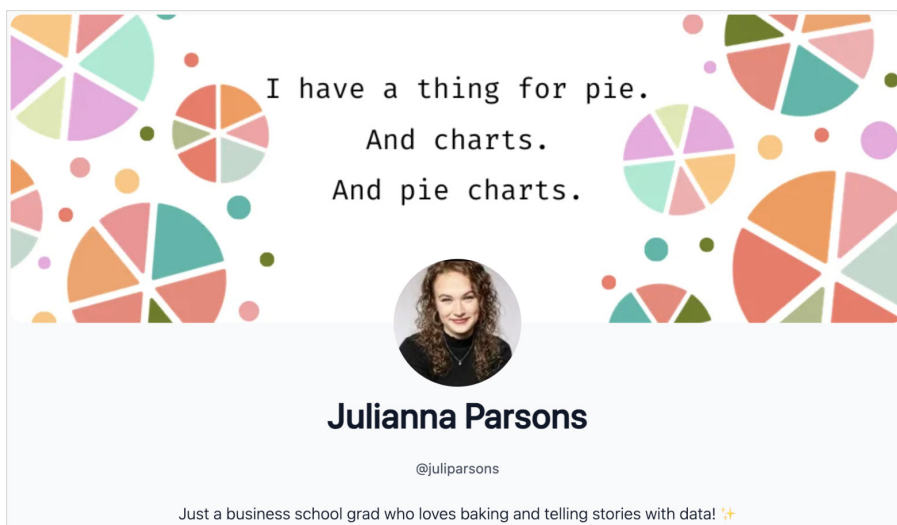 I have a thing for pie.
And charts.
And pie charts.
Julianna Parsons
@juliparsons
Just a business school grad who loves baking and telling stories with data! ✨